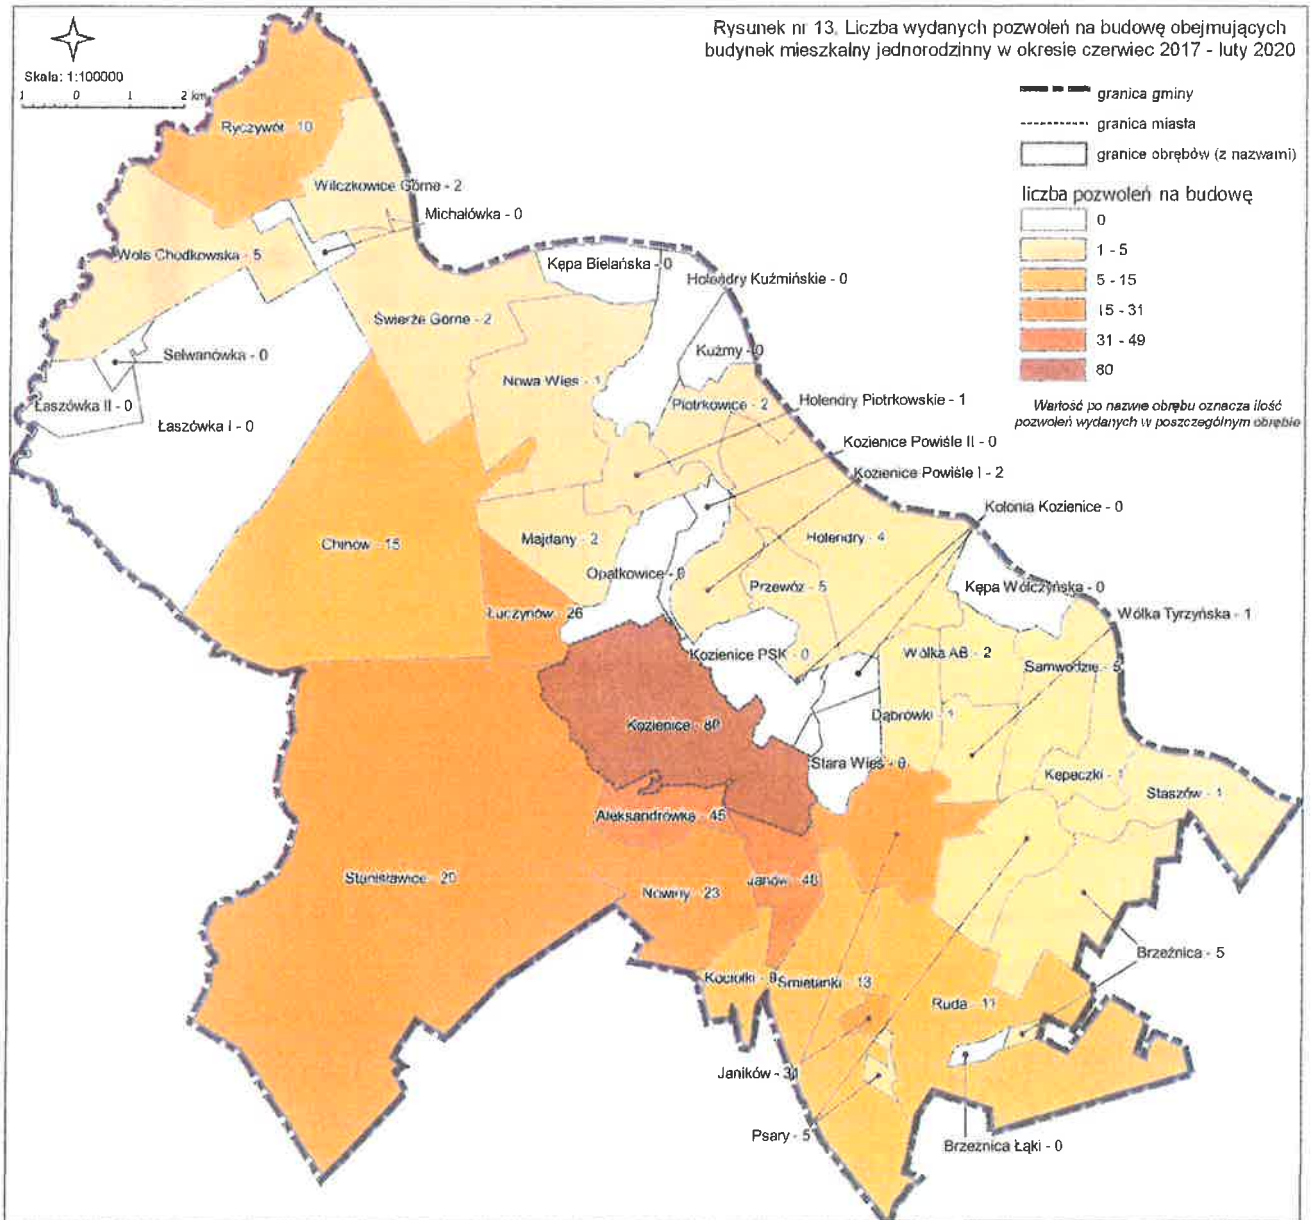 Rysunek nr 13. Liczba wydanych pozwoleń na budowę obejmujących
budynek mieszkalny jednorodzinny w okresie czerwiec 2017 - luty 2020
Skala: 1:100000
1 0 1 2 km
granica gminy
granica miasta
granice obrębów (z nazwami)
liczba pozwoleń na budowę
0
1 - 5
5 - 15
15 - 31
31 - 49
80
Wartość po nazwie obrębu oznacza ilość
pozwoleń wydanych w poszczególnym obrębie
Ryczywół - 10
Wilczkowice Górne - 2
Michałówka - 0
Wola Chodkowska - 5
Kępa Bielańska - 0
Holendry Kuźmińskie - 0
Świerże Górne - 2
Kuźmy - 0
Selwanówka - 0
Nowa Wieś - 1
Łaszówka II - 0
Piotrkowice - 2
Holendry Piotrkowskie - 1
Łaszówka I - 0
Kozienice Powiśle II - 0
Kozienice Powiśle I - 2
Kolonia Kozienice - 0
Chinów - 15
Majdany - 2
Holendry - 4
Opatkowice - 0
Przewóz - 5
Kępa Wólczyńska - 0
Łuczynów - 26
Wólka Tyrzyńska - 1
Kozienice PSK - 0
Wólka AB - 2
Samwodzie - 5
Kozienice - 80
Dąbrówki - 1
Stara Wieś - 0
Kępeczki - 1
Staszów - 1
Aleksandrówka - 45
Stanisławice - 20
Janów - 48
Nowiny - 23
Brzeźnica - 5
Kociołki - 8
Śmietanki - 13
Ruda - 11
Janików - 31
Psary - 5
Brzeźnica Łąki - 0